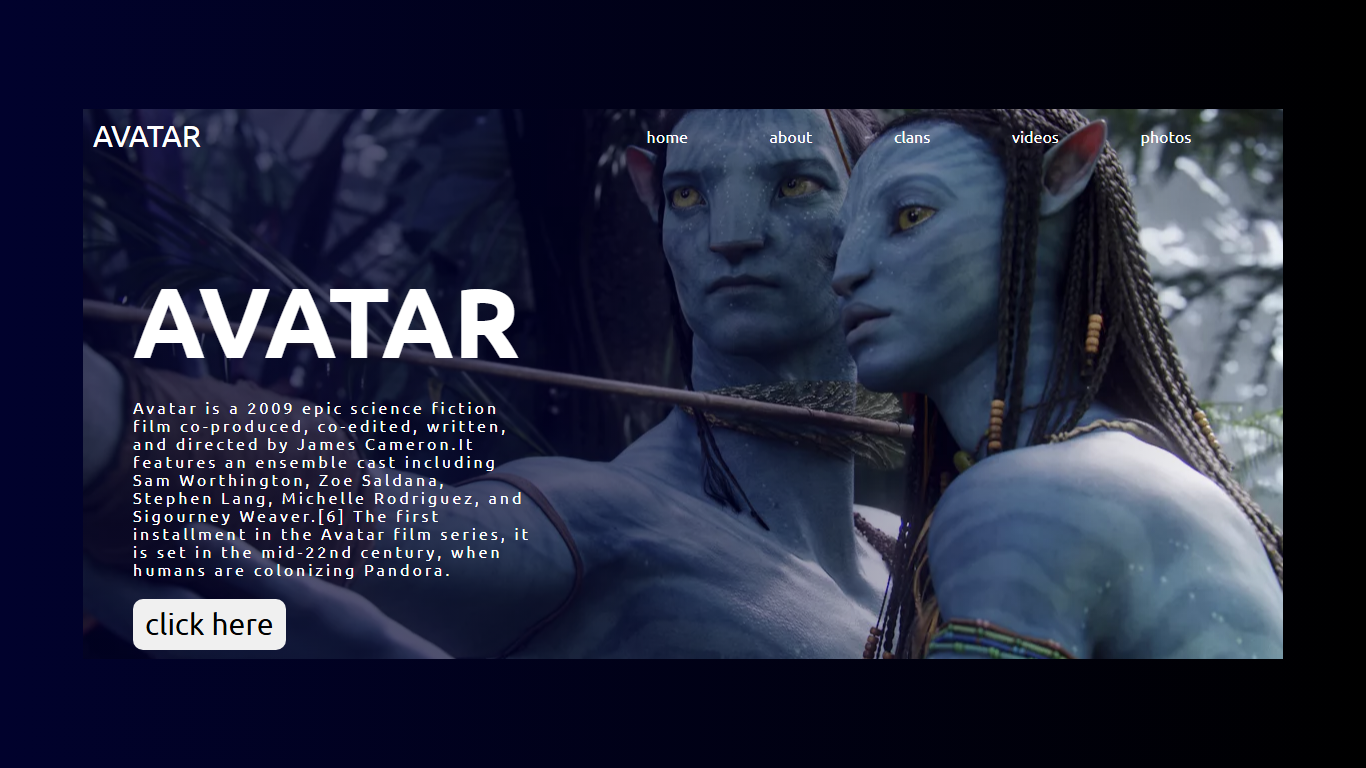 AVATAR
home about clans videos photos
AVATAR
Avatar is a 2009 epic science fiction
film co-produced, co-edited, written,
and directed by James Cameron.It
features an ensemble cast including
Sam Worthington, Zoe Saldana,
Stephen Lang, Michelle Rodriguez, and
Sigourney Weaver.[6] The first
installment in the Avatar film series, it
is set in the mid-22nd century, when
humans are colonizing Pandora.
click here